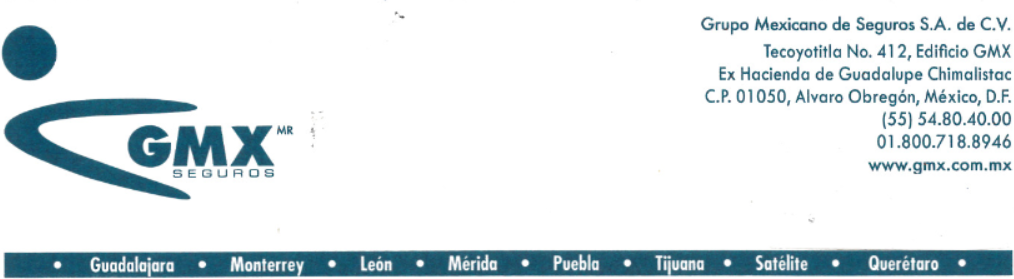 Grupo Mexicano de Seguros S.A. de C.V.
Tecoyotitla No. 412, Edificio GMX
Ex Hacienda de Guadalupe Chimalistac
C.P. 01050, Alvaro Obregón, México, D.F.
(55) 54.80.40.00
01.800.718.8946
www.gmx.com.mx
GMX MR
SEGUROS
• Guadalajara • Monterrey • León • Mérida • Puebla • Tijuana • Satélite • Querétaro •